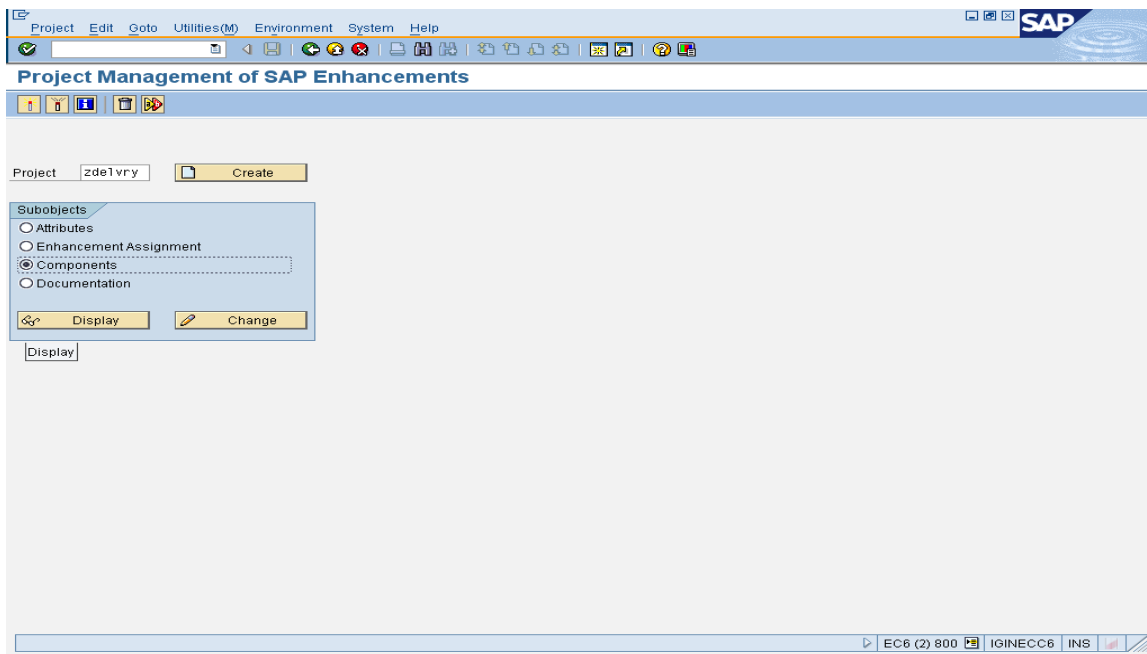 Project Edit Goto Utilities(M) Environment System Help
SAP
Project Management of SAP Enhancements
Project zdelvry Create
Subobjects
Attributes
Enhancement Assignment
Components
Documentation
Display Change
Display
EC6 (2) 800 IGINECC6 INS